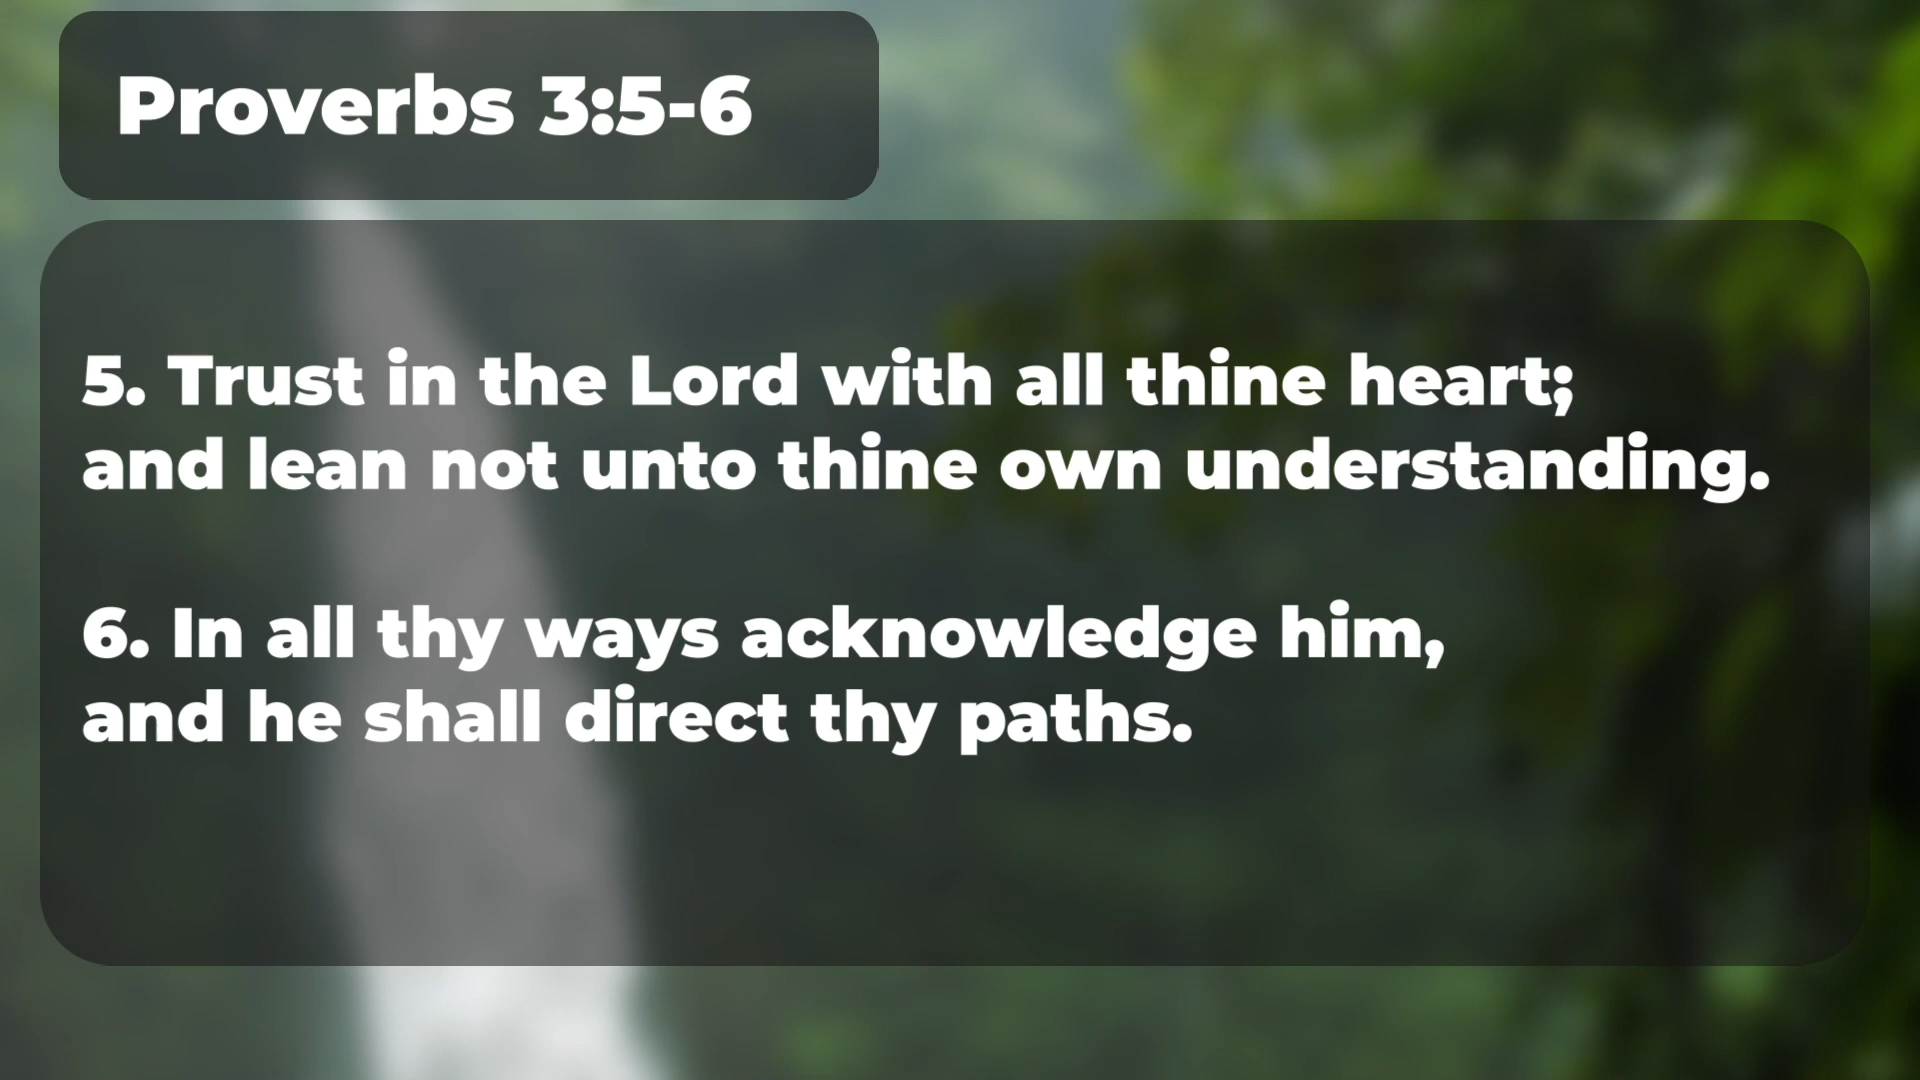 Proverbs 3:5-6
5. Trust in the Lord with all thine heart;
and lean not unto thine own understanding.
6. In all thy ways acknowledge him,
and he shall direct thy paths.